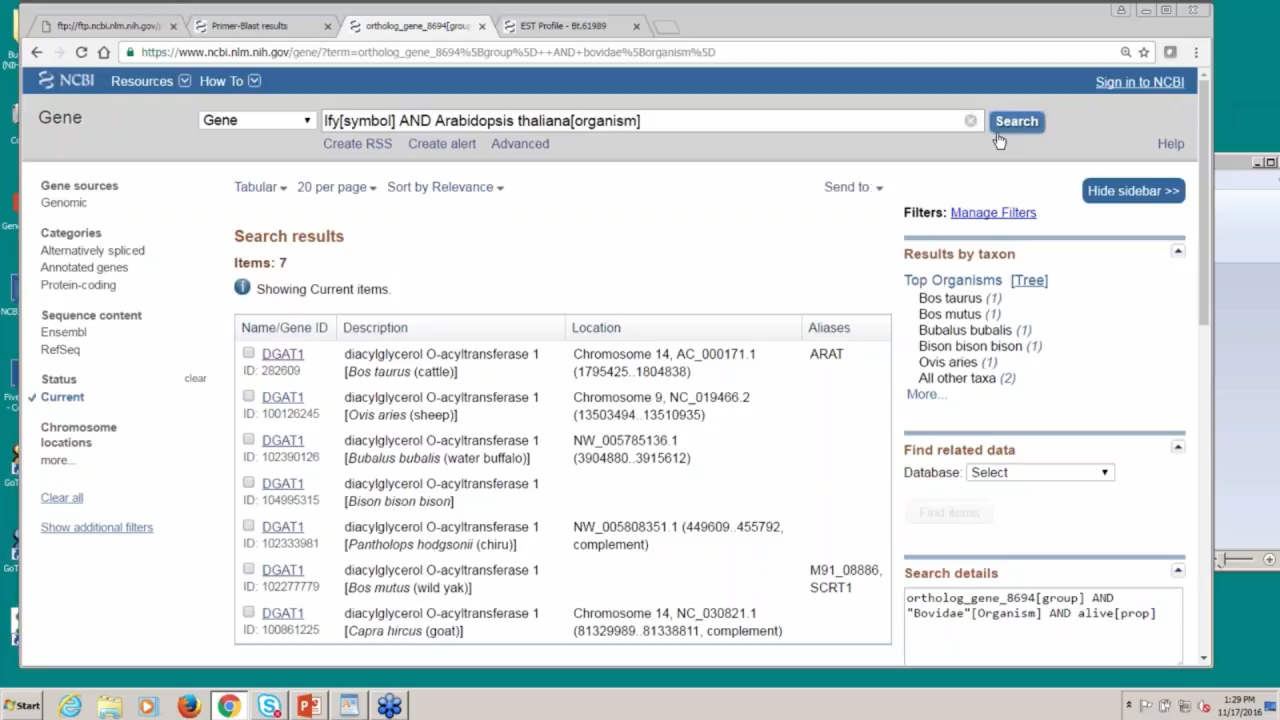 ftp://ftp.ncbi.nlm.nih.gov/
Primer-Blast results
ortholog_gene_8694[grou
EST Profile - Bt.61989
https://www.ncbi.nlm.nih.gov/gene/?term=ortholog_gene_8694%5Bgroup%5D++AND+bovidae%5Borganism%5D
NCBI Resources How To Sign in to NCBI
Gene
Gene
lfy[symbol] AND Arabidopsis thaliana[organism]
Search
Create RSS Create alert Advanced
Help
Gene sources
Genomic
Categories
Alternatively spliced
Annotated genes
Protein-coding
Sequence content
Ensembl
RefSeq
Status clear
Current
Chromosome
locations
more...
Clear all
Show additional filters
Tabular 20 per page Sort by Relevance Send to:
Search results
Items: 7
Showing Current items.
Name/Gene ID Description Location Aliases
DGAT1 diacylglycerol O-acyltransferase 1 Chromosome 14, AC_000171.1 ARAT
ID: 282609 [Bos taurus (cattle)] (1795425..1804838)
DGAT1 diacylglycerol O-acyltransferase 1 Chromosome 9, NC_019466.2
ID: 100126245 [Ovis aries (sheep)] (13503494..13510935)
DGAT1 diacylglycerol O-acyltransferase 1 NW_005785136.1
ID: 102390126 [Bubalus bubalis (water buffalo)] (3904880..3915612)
DGAT1 diacylglycerol O-acyltransferase 1
ID: 104995315 [Bison bison bison]
DGAT1 diacylglycerol O-acyltransferase 1 NW_005808351.1 (449609..455792,
ID: 102333981 [Pantholops hodgsonii (chiru)] complement)
DGAT1 diacylglycerol O-acyltransferase 1 M91_08886,
ID: 102277779 [Bos mutus (wild yak)] SCRT1
DGAT1 diacylglycerol O-acyltransferase 1 Chromosome 14, NC_030821.1
ID: 100861225 [Capra hircus (goat)] (81329989..81338811, complement)
Hide sidebar >>
Filters: Manage Filters
Results by taxon
Top Organisms [Tree]
Bos taurus (1)
Bos mutus (1)
Bubalus bubalis (1)
Bison bison bison (1)
Ovis aries (1)
All other taxa (2)
More...
Find related data
Database: Select
Find items
Search details
ortholog_gene_8694[group] AND
"Bovidae"[Organism] AND alive[prop]
Start
1:29 PM
11/17/2016